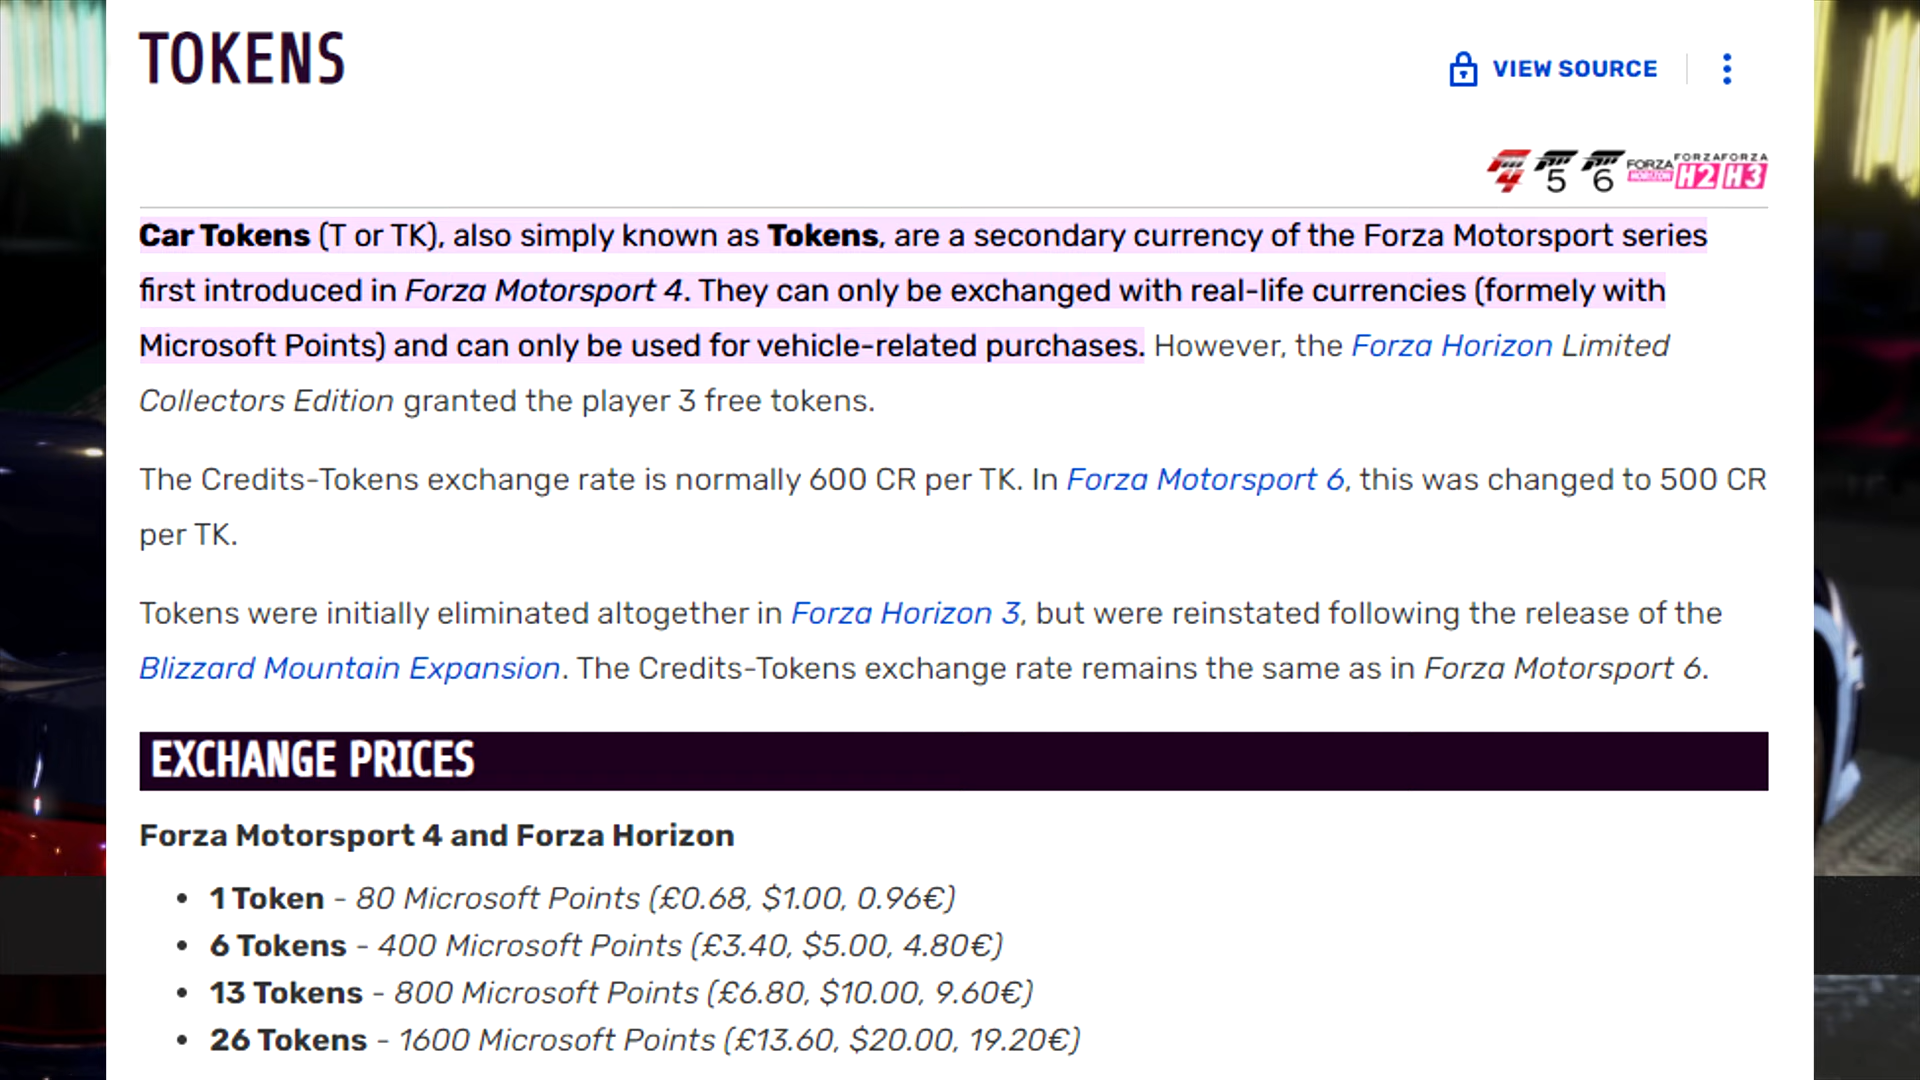 TOKENS
VIEW SOURCE
4 5 6 FORZA HORIZON FORZA H2 FORZA H3
Car Tokens (T or TK), also simply known as Tokens, are a secondary currency of the Forza Motorsport series
first introduced in Forza Motorsport 4. They can only be exchanged with real-life currencies (formely with
Microsoft Points) and can only be used for vehicle-related purchases. However, the Forza Horizon Limited
Collectors Edition granted the player 3 free tokens.
The Credits-Tokens exchange rate is normally 600 CR per TK. In Forza Motorsport 6, this was changed to 500 CR
per TK.
Tokens were initially eliminated altogether in Forza Horizon 3, but were reinstated following the release of the
Blizzard Mountain Expansion. The Credits-Tokens exchange rate remains the same as in Forza Motorsport 6.
EXCHANGE PRICES
Forza Motorsport 4 and Forza Horizon
• 1 Token - 80 Microsoft Points (£0.68, $1.00, 0.96€)
• 6 Tokens - 400 Microsoft Points (£3.40, $5.00, 4.80€)
• 13 Tokens - 800 Microsoft Points (£6.80, $10.00, 9.60€)
• 26 Tokens - 1600 Microsoft Points (£13.60, $20.00, 19.20€)